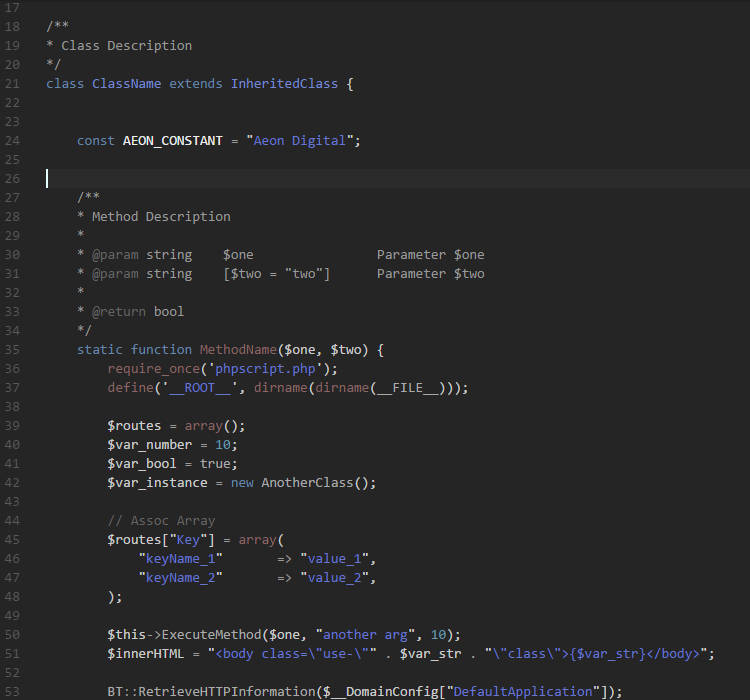 17
18 /**
19 * Class Description
20 */
21 class ClassName extends InheritedClass {
22
23
24     const AEON_CONSTANT = "Aeon Digital";
25
26
27     /**
28     * Method Description
29     *
30     * @param string    $one                Parameter $one
31     * @param string    [$two = "two"]      Parameter $two
32     *
33     * @return bool
34     */
35     static function MethodName($one, $two) {
36         require_once('phpscript.php');
37         define('__ROOT__', dirname(dirname(__FILE__)));
38
39         $routes = array();
40         $var_number = 10;
41         $var_bool = true;
42         $var_instance = new AnotherClass();
43
44         // Assoc Array
45         $routes["Key"] = array(
46             "keyName_1"       => "value_1",
47             "keyName_2"       => "value_2",
48         );
49
50         $this->ExecuteMethod($one, "another arg", 10);
51         $innerHTML = "<body class=\"use-\"" . $var_str . "\"class\">{$var_str}</body>";
52
53         BT::RetrieveHTTPInformation($__DomainConfig["DefaultApplication"]);